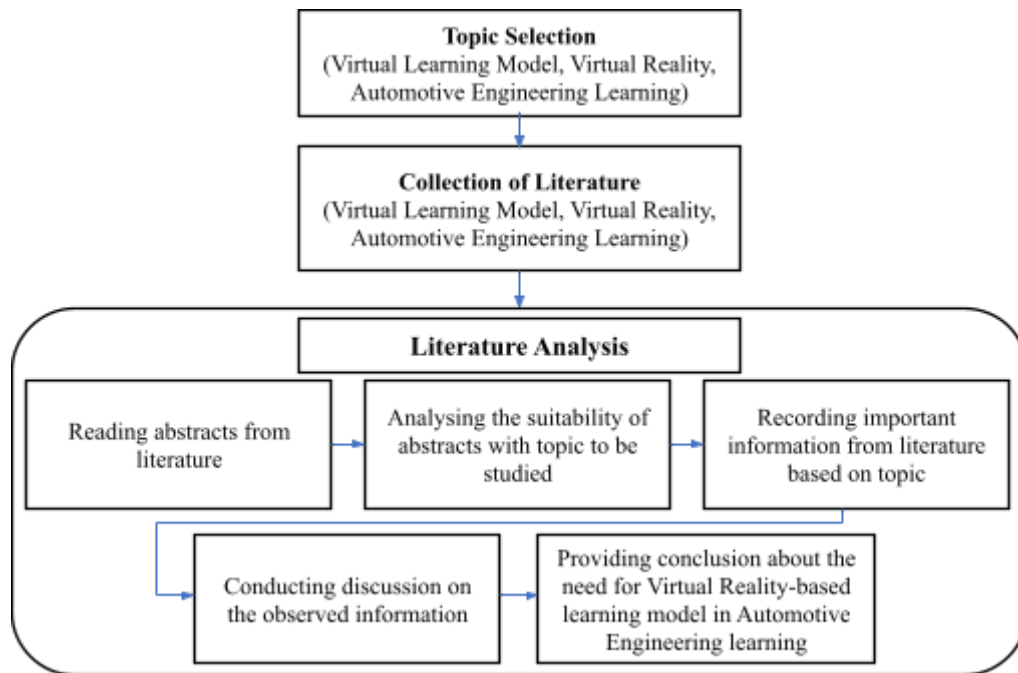 Topic Selection
(Virtual Learning Model, Virtual Reality,
Automotive Engineering Learning)
Collection of Literature
(Virtual Learning Model, Virtual Reality,
Automotive Engineering Learning)
Literature Analysis
Reading abstracts from
literature
Analysing the suitability of
abstracts with topic to be
studied
Recording important
information from literature
based on topic
Conducting discussion on
the observed information
Providing conclusion about the
need for Virtual Reality-based
learning model in Automotive
Engineering learning